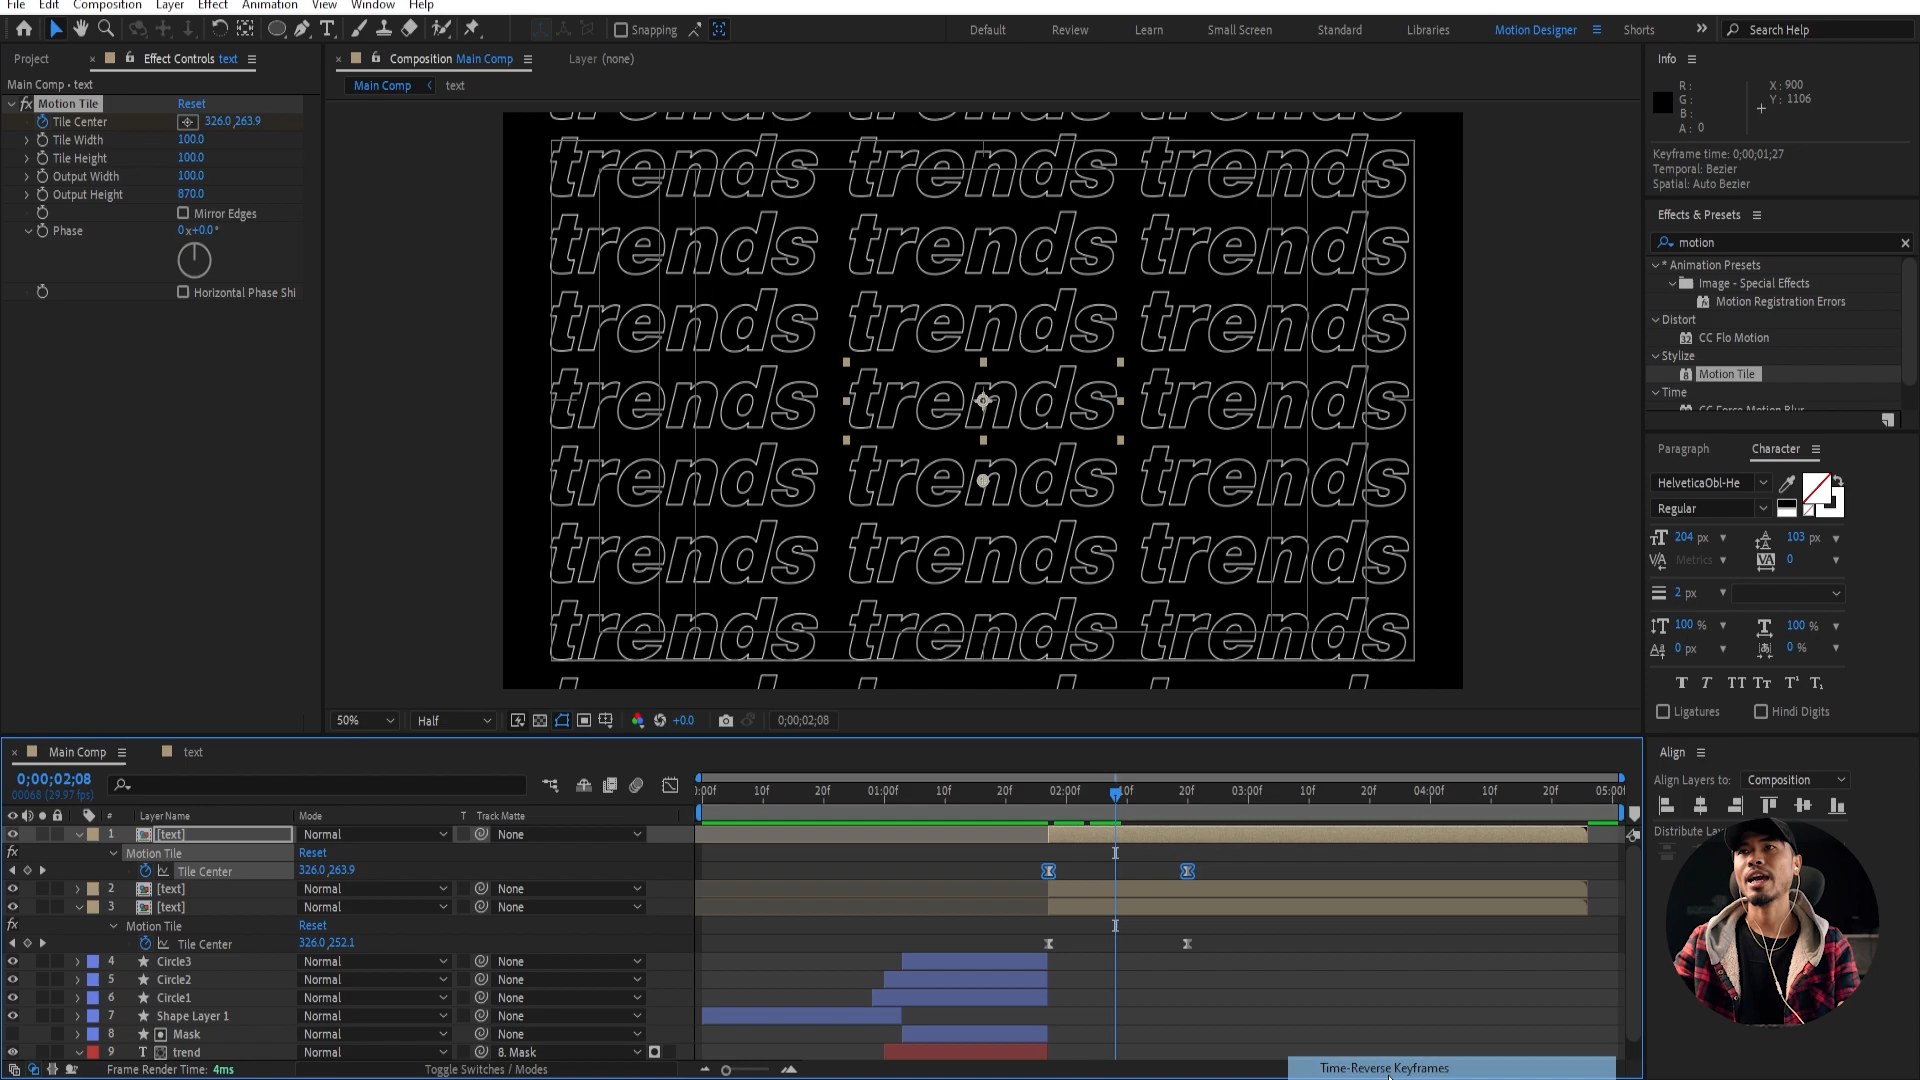 File Edit Composition Layer Effect Animation View Window Help
Snapping
Default Review Learn Small Screen Standard Libraries Motion Designer Shorts
Search Help
Project
Effect Controls text
Main Comp • text
fx Motion Tile Reset
Tile Center 326.0,263.9
Tile Width 100.0
Tile Height 100.0
Output Width 100.0
Output Height 870.0
Mirror Edges
Phase 0x+0.0°
Horizontal Phase Shi
Composition Main Comp
Layer (none)
Main Comp text
trends trends trends
trends trends trends
trends trends trends
trends trends trends
trends trends trends
trends trends trends
trends trends trends
50% Half +0.0 0;00;02;08
Info
R:
G:
B:
A: 0
X: 900
Y: 1106
Keyframe time: 0;00;01;27
Temporal: Bezier
Spatial: Auto Bezier
Effects & Presets
motion
* Animation Presets
Image - Special Effects
Motion Registration Errors
Distort
CC Flo Motion
Stylize
Motion Tile
Time
CC Force Motion Blur
Paragraph Character
HelveticaObl-He
Regular
204 px 103 px
Metrics 0
2 px
100 % 100 %
0 px 0 %
Ligatures Hindi Digits
Align
Align Layers to: Composition
Main Comp text
0;00;02;08
00068 (29.97 fps)
:00f 10f 20f 01:00f 10f 20f 02:00f 10f 20f 03:00f 10f 20f 04:00f 10f 20f 05:00f
# Layer Name Mode T Track Matte
1 [text] Normal None
fx Motion Tile Reset
Tile Center 326.0,263.9
2 [text] Normal None
3 [text] Normal None
fx Motion Tile Reset
Tile Center 326.0,252.1
4 Circle3 Normal None
5 Circle2 Normal None
6 Circle1 Normal None
7 Shape Layer 1 Normal None
8 Mask Normal None
9 T trend Normal 8. Mask
Frame Render Time: 4ms
Toggle Switches / Modes
Time-Reverse Keyframes